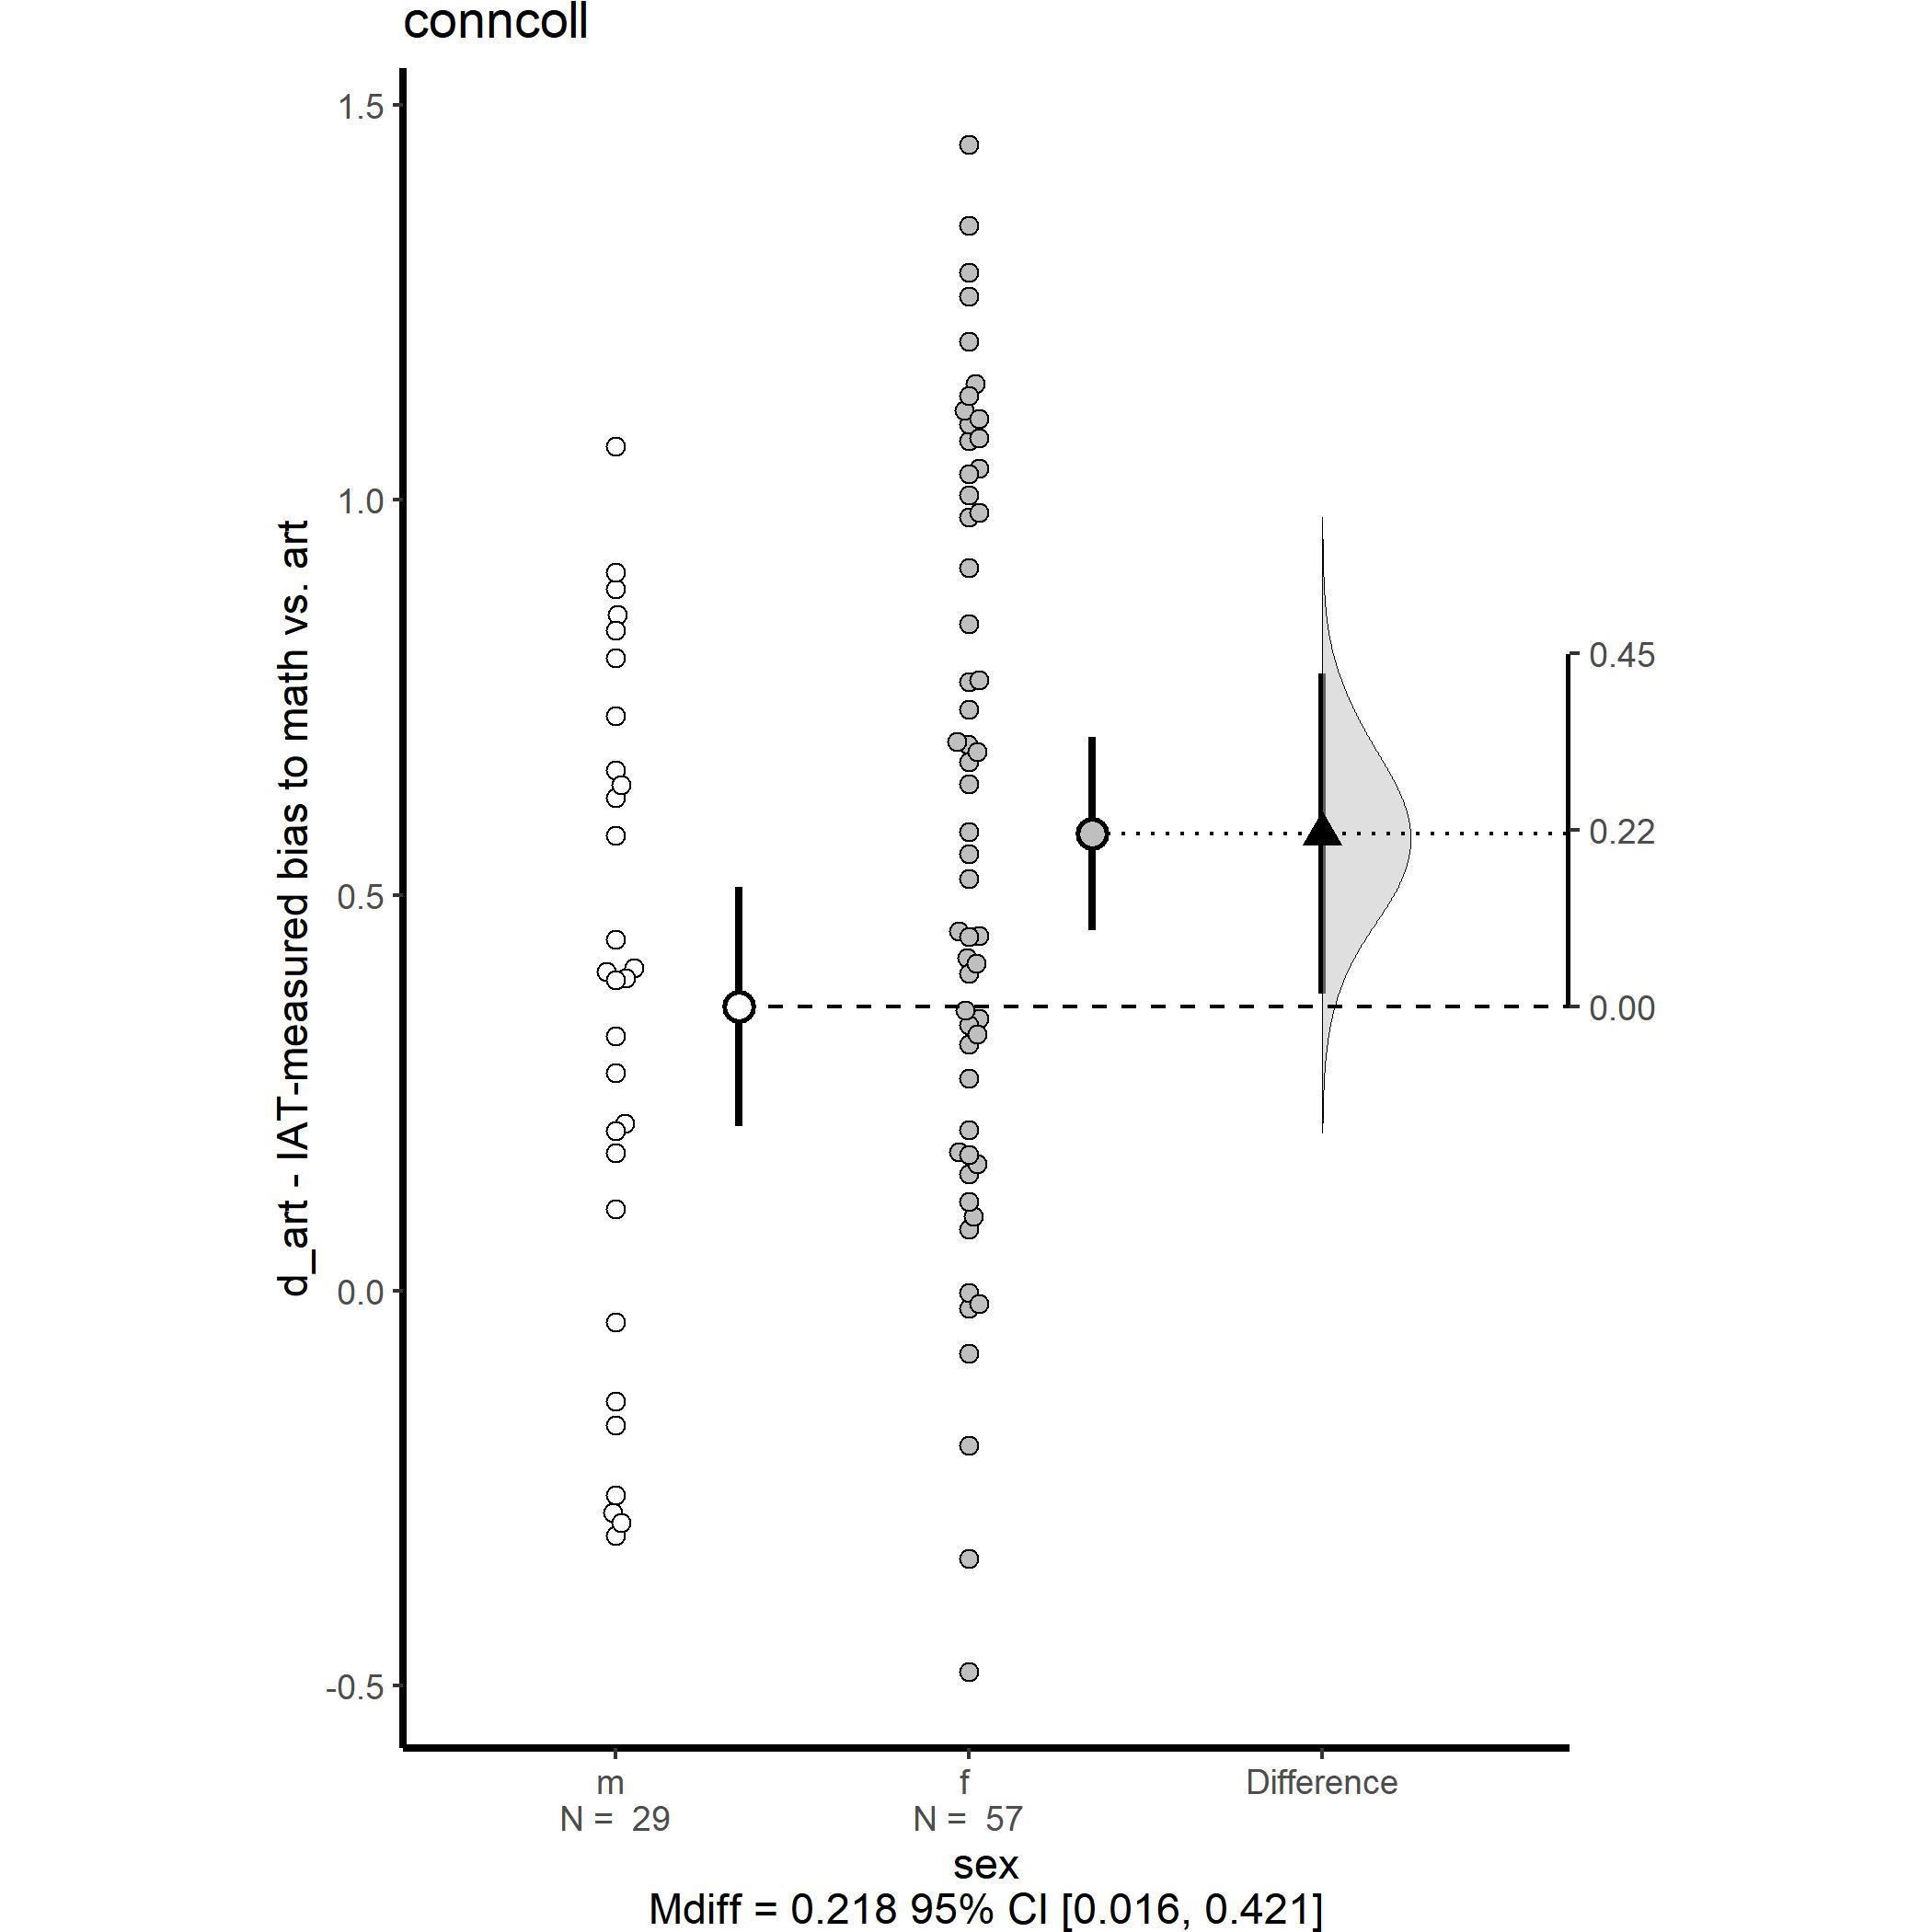 conncoll
d_art - IAT-measured bias to math vs. art
1.5
1.0
0.5
0.0
-0.5
0.45
0.22
0.00
m
N =  29
f
N =  57
Difference
sex
Mdiff = 0.218 95% CI [0.016, 0.421]